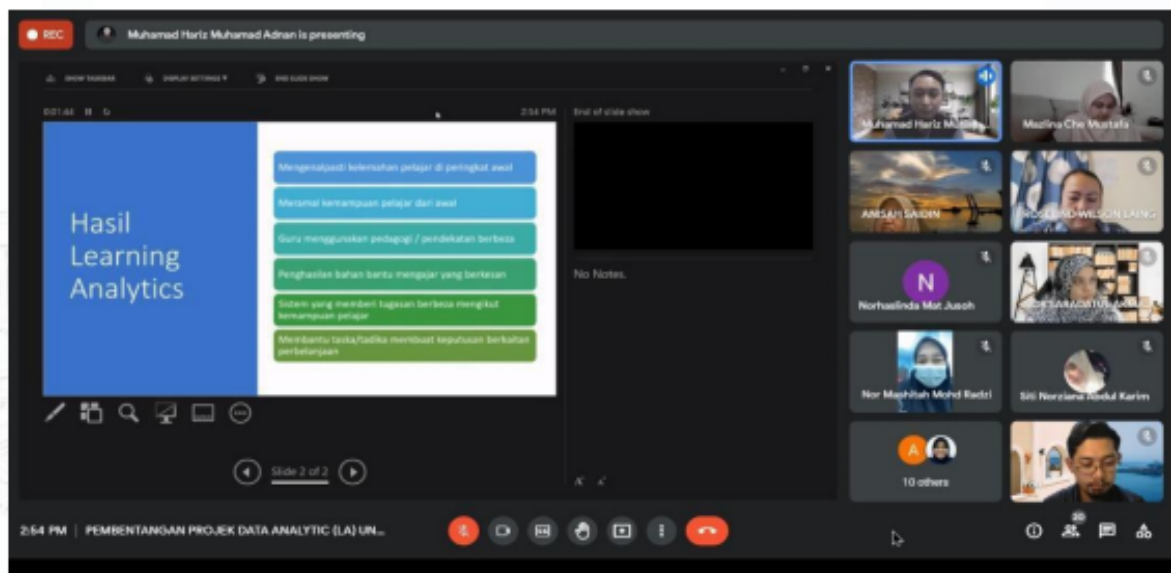 REC
Muhamad Hariz Muhamad Adnan is presenting
SHOW TASKBAR
DISPLAY SETTINGS
END SLIDE SHOW
2:54 PM
End of slide show
Hasil
Learning
Analytics
Mengenalpasti kelemahan pelajar di peringkat awal
Meramal kemampuan pelajar dari awal
Guru menggunakan pedagogi / pendekatan berbeza
Penghasilan bahan bantu mengajar yang berkesan
Sistem yang memberi tugasan berbeza mengikut
kemampuan pelajar
Membantu taska/tadika membuat keputusan berkaitan
perbelanjaan
No Notes.
Slide 2 of 2
Muhamad Hariz
Mazlina Che Mustafa
ANISAH SAIDIN
ROSELIND WILSON LAING
N
Norhaslinda Mat Jusoh
Nor Mashitah Mohd Radzi
Siti Norziana Abdul Karim
A
10 others
2:54 PM | PEMBENTANGAN PROJEK DATA ANALYTIC (LA) UN...
20